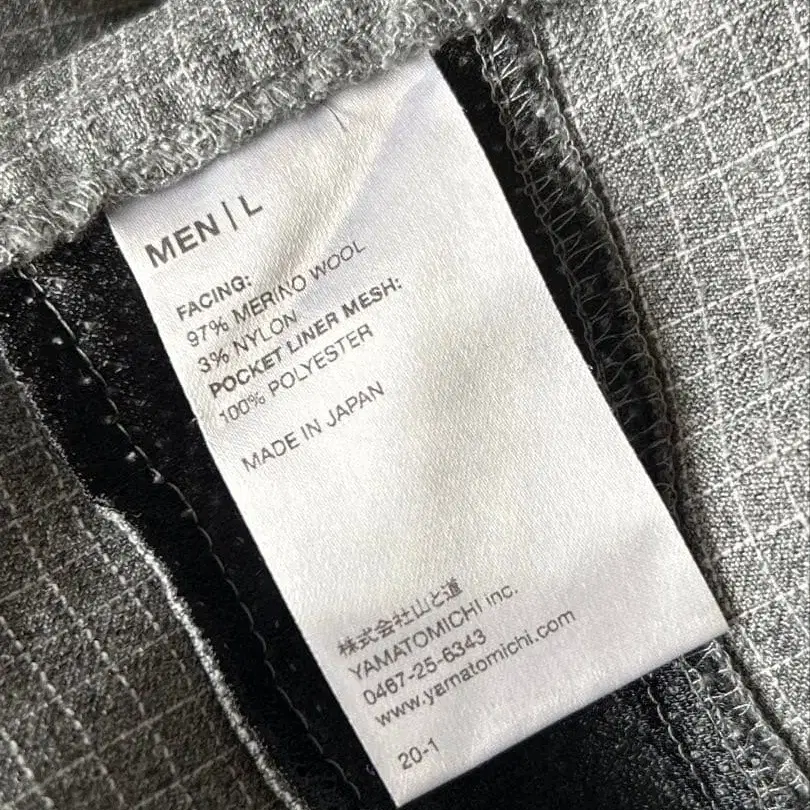 MEN | L
FACING:
97% MERINO WOOL
3% NYLON
POCKET LINER MESH:
100% POLYESTER
MADE IN JAPAN
株式会社山と道
YAMATOMICHI inc.
0467-25-6343
www.yamatomichi.com
20-1